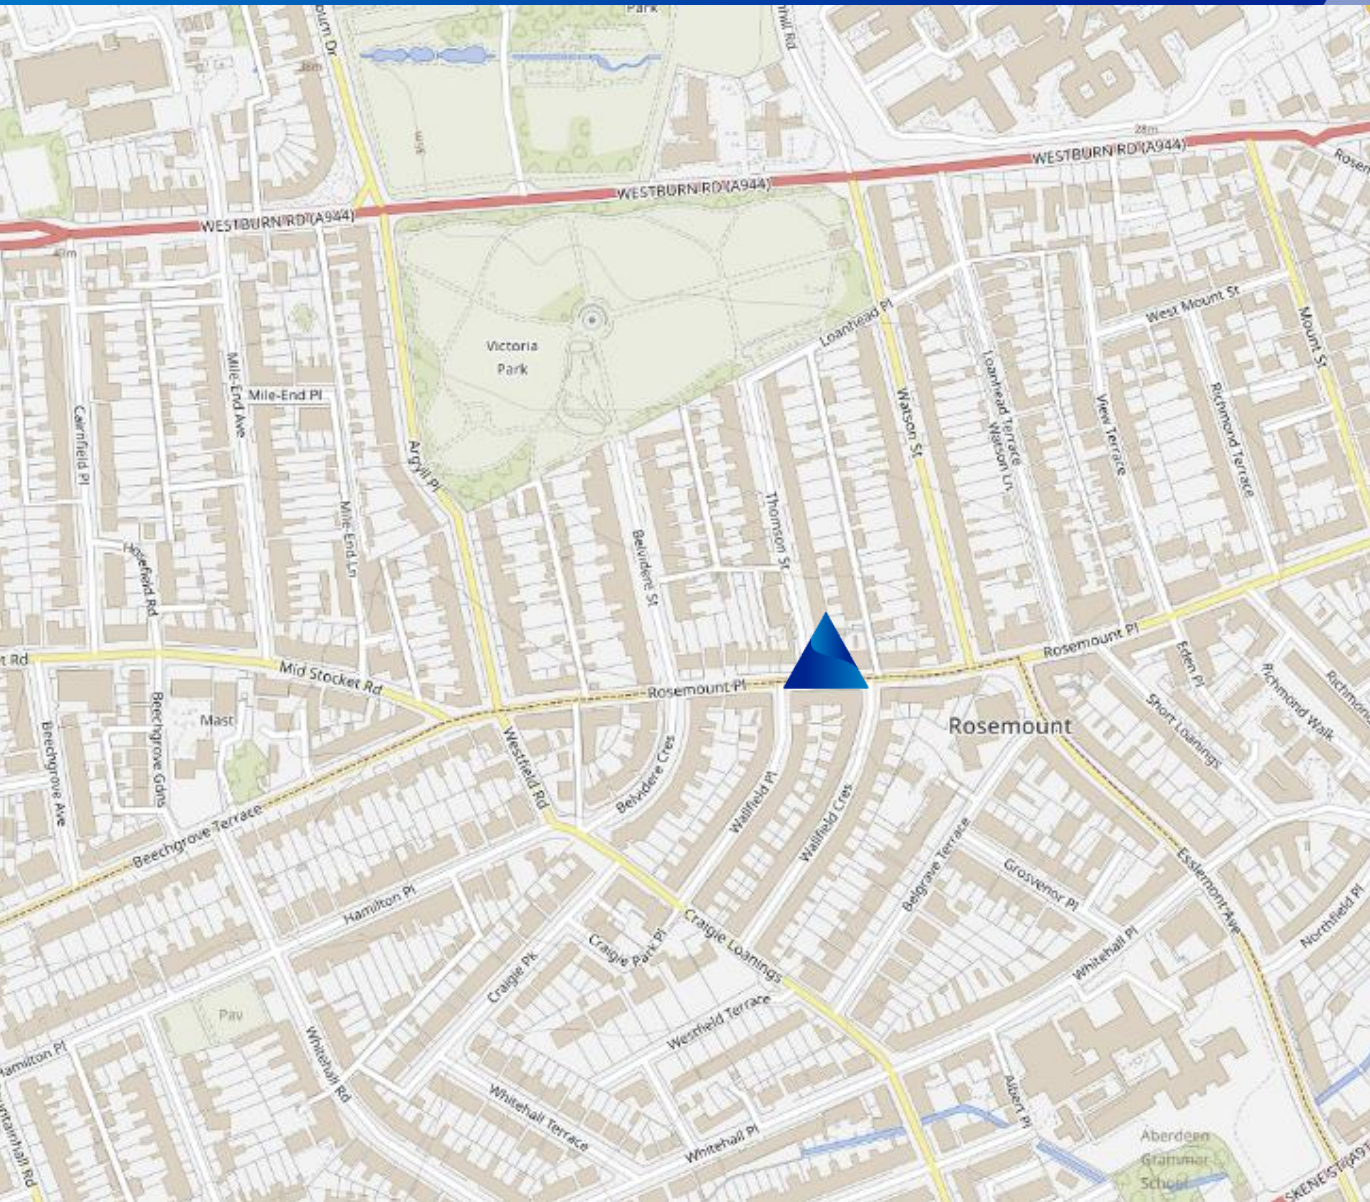 Park
38m
36m
28m
WESTBURN RD (A944)
WESTBURN RD (A944)
WESTBURN RD (A944)
Loanhead Pl
West Mount St
Mount St
Victoria
Park
Mile-End Ave
Mile-End Pl
Cairnfield Pl
Argyll Pl
Watson St
Loanhead Terrace
Watson Ln
View Terrace
Richmond Terrace
Mile-End Ln
Thomson St
Belvidere St
Hosefield Rd
Mid Stocket Rd
Rosemount Pl
Rosemount Pl
Eden Pl
Short Loanings
Richmond Walk
Mast
Rosemount
Beechgrove Ave
Beechgrove Gdns
Westfield Rd
Belvidere Cres
Wallfield Pl
Wallfield Cres
Beechgrove Terrace
Belgrave Terrace
Grosvenor Pl
Esslemont Ave
Hamilton Pl
Craigie Loanings
Craigie Park Pl
Craigie Pk
Whitehall Pl
Northfield Pl
Pav
Westfield Terrace
Hamilton Pl
Whitehall Rd
Whitehall Terrace
Albert Pl
Whitehall Pl
Aberdeen
Grammar
School